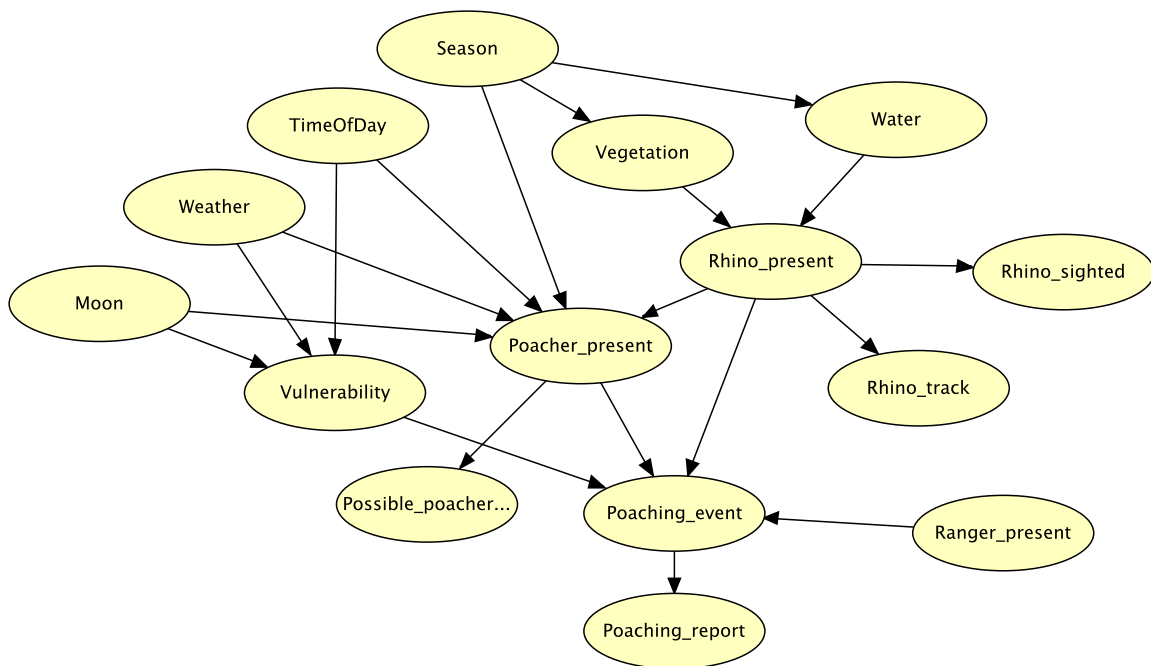 Season
Water
TimeOfDay
Vegetation
Weather
Rhino_present
Rhino_sighted
Moon
Poacher_present
Rhino_track
Vulnerability
Possible_poacher...
Poaching_event
Ranger_present
Poaching_report